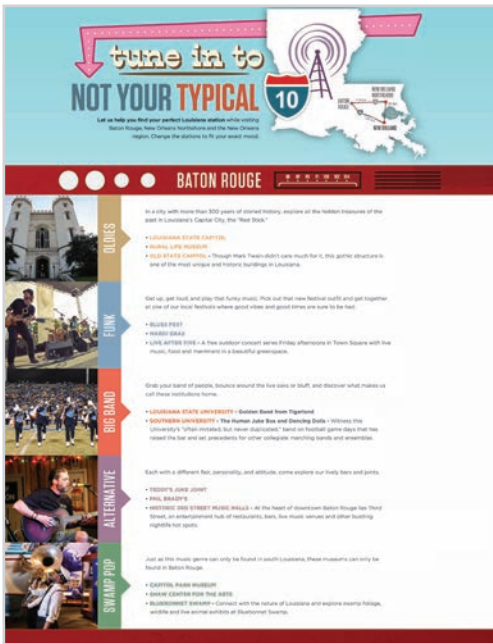 tune in to
NOT YOUR TYPICAL
10
Let us help you find your perfect Louisiana station while visiting
Baton Rouge, New Orleans Northshore and the New Orleans
region. Change the stations to fit your exact mood.
BATON ROUGE
NEW ORLEANS
NORTHSHORE
NEW ORLEANS
BATON ROUGE
OLDIES
In a city with more than 300 years of storied history, explore all the hidden treasures of the
past in Louisiana's Capital City, the "Red Stick."
• LOUISIANA STATE CAPITOL
• RURAL LIFE MUSEUM
• OLD STATE CAPITOL - Though Mark Twain didn't care much for it, this gothic structure is
one of the most unique and historic buildings in Louisiana.
FUNK
Get up, get loud, and play that funky music. Pick out that new festival outfit and get together
at one of our local festivals where good vibes and good times are sure to be had.
• BLUES FEST
• MARDI GRAS
• LIVE AFTER FIVE - A free outdoor concert series Friday afternoons in Town Square with live
music, food and merriment in a beautiful greenspace.
BIG BAND
Grab your band of people, bounce around the live oaks or bluff, and discover what makes us
call these institutions home.
• LOUISIANA STATE UNIVERSITY - Golden Band from Tigerland
• SOUTHERN UNIVERSITY - The Human Juke Box and Dancing Dolls - Witness this
University's "often imitated, but never duplicated," band on football game days that has
raised the bar and set precedents for other collegiate marching bands and ensembles.
ALTERNATIVE
Each with a different flair, personality, and attitude, come explore our lively bars and joints.
• TEDDY'S JUKE JOINT
• PHIL BRADY'S
• HISTORIC 3RD STREET MUSIC HALLS - At the heart of downtown Baton Rouge lies Third
Street, an entertainment hub of restaurants, bars, live music venues and other bustling
nightlife hot spots.
SWAMP POP
Just as this music genre can only be found in south Louisiana, these museums can only be
found in Baton Rouge.
• CAPITOL PARK MUSEUM
• SHAW CENTER FOR THE ARTS
• BLUEBONNET SWAMP - Connect with the nature of Louisiana and explore swamp foliage,
wildlife and live animal exhibits at Bluebonnet Swamp.